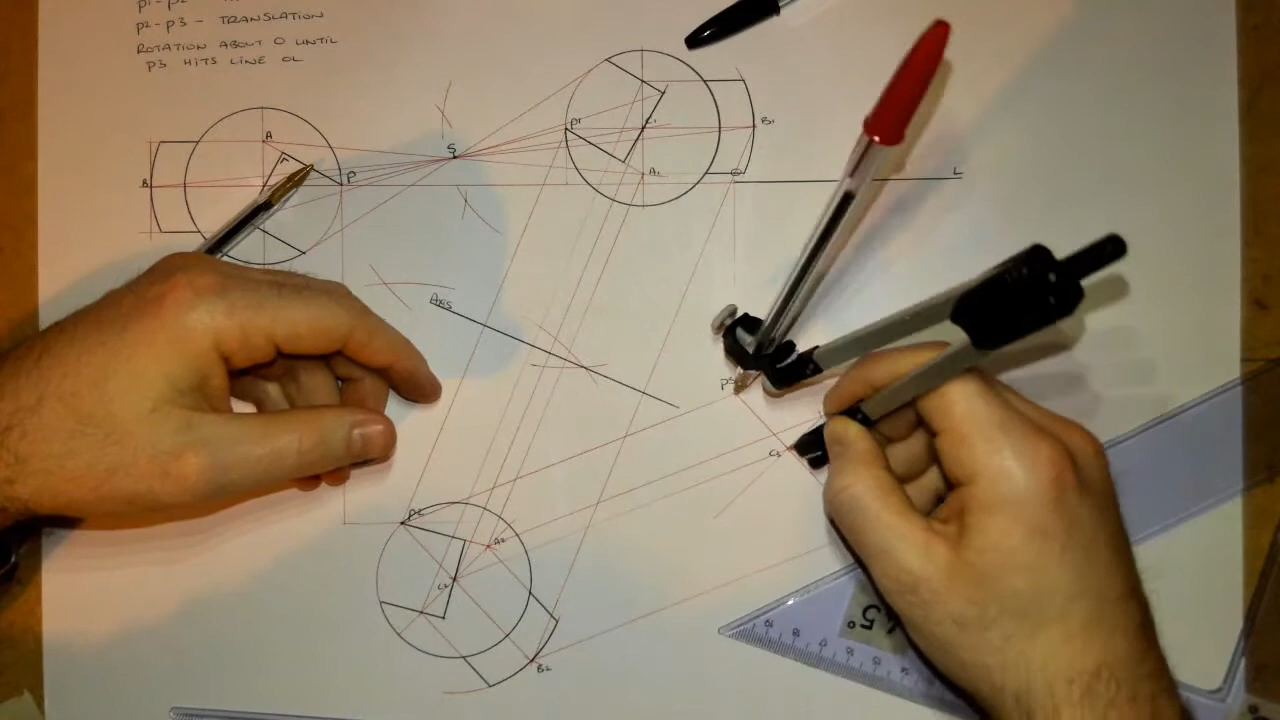 P2-P3 - TRANSLATION
ROTATION ABOUT O UNTIL
P3 HITS LINE OL
A
B
P
S
P1
C1
B1
A1
O
L
AXIS
P3
C3
P2
A2
C2
B2
45°